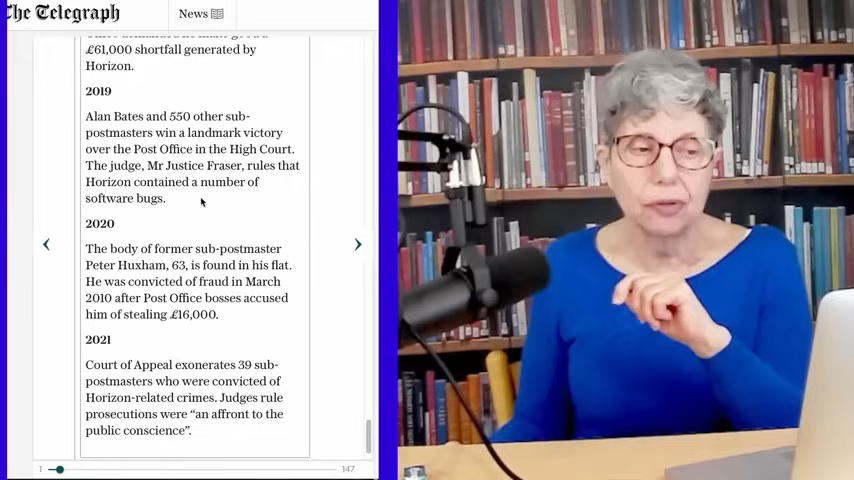 The Telegraph
News
£61,000 shortfall generated by
Horizon.
2019
Alan Bates and 550 other sub-
postmasters win a landmark victory
over the Post Office in the High Court.
The judge, Mr Justice Fraser, rules that
Horizon contained a number of
software bugs.
2020
The body of former sub-postmaster
Peter Huxham, 63, is found in his flat.
He was convicted of fraud in March
2010 after Post Office bosses accused
him of stealing £16,000.
2021
Court of Appeal exonerates 39 sub-
postmasters who were convicted of
Horizon-related crimes. Judges rule
prosecutions were “an affront to the
public conscience”.
1
147